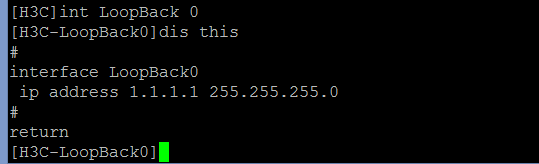 [H3C]int LoopBack 0
[H3C-LoopBack0]dis this
#
interface LoopBack0
 ip address 1.1.1.1 255.255.255.0
#
return
[H3C-LoopBack0]